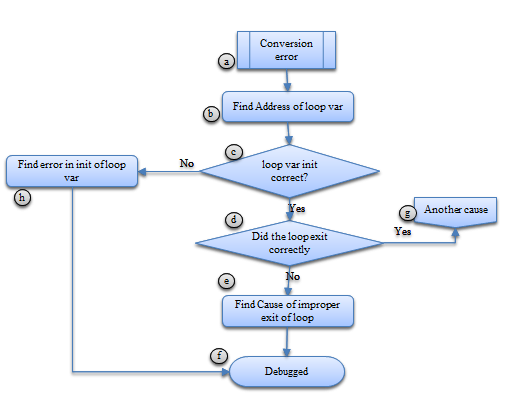 Conversion
error
a
Find Address of loop var
b
c
loop var init
correct?
No
Find error in init of loop
var
h
Yes
d
Did the loop exit
correctly
g
Another cause
Yes
No
e
Find Cause of improper
exit of loop
f
Debugged